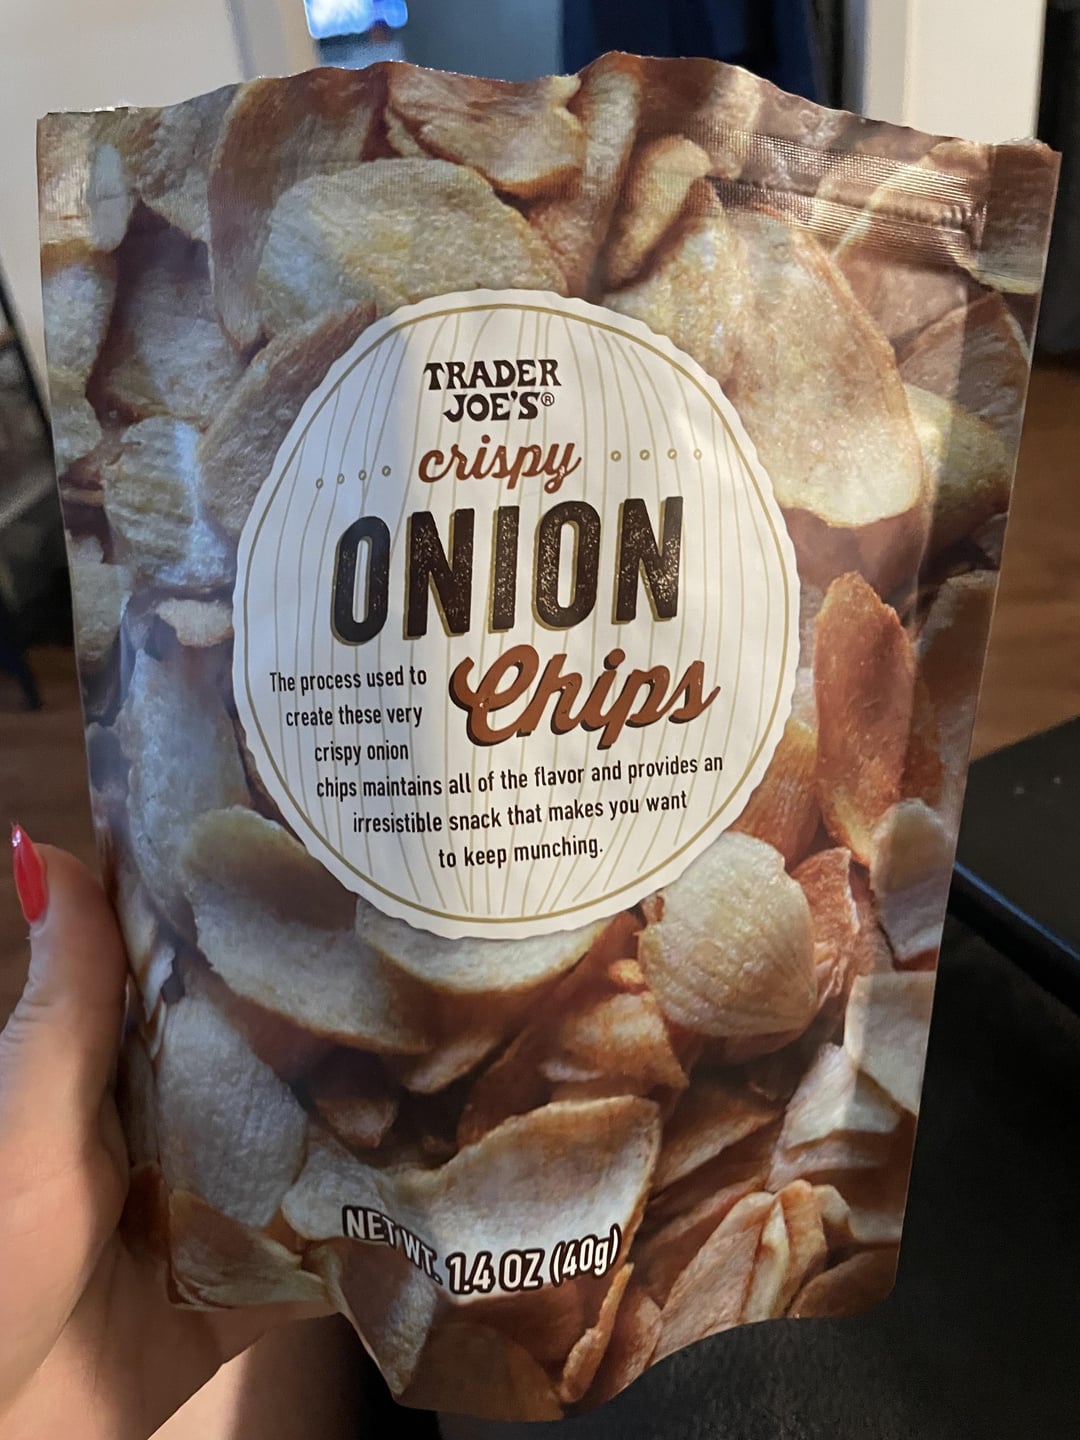 TRADER
JOE'S®
crispy
ONION
Chips
The process used to
create these very
crispy onion
chips maintains all of the flavor and provides an
irresistible snack that makes you want
to keep munching.
NET WT. 1.4 OZ (40g)